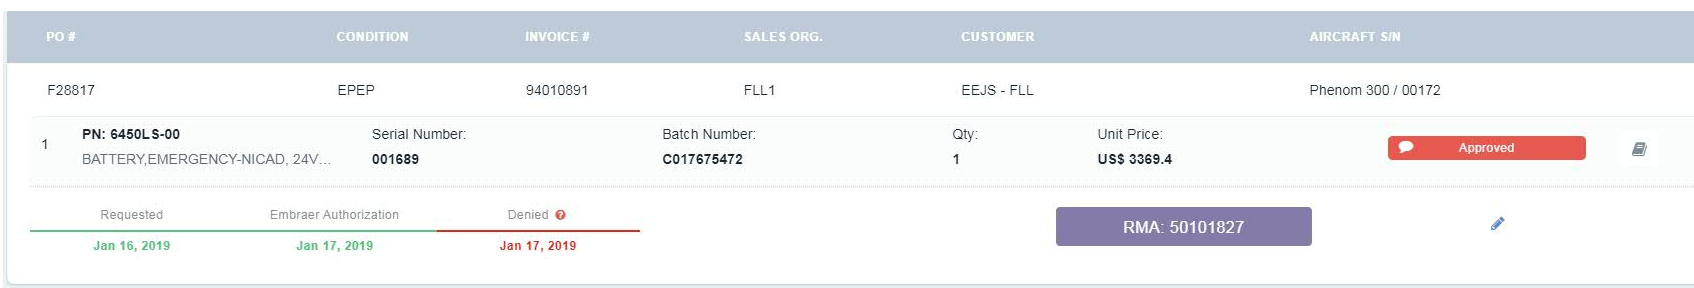 PO # CONDITION INVOICE # SALES ORG. CUSTOMER AIRCRAFT S/N
F28817 EPEP 94010891 FLL1 EEJS - FLL Phenom 300 / 00172
PN: 6450LS-00 Serial Number: Batch Number: Qty: Unit Price:
1 Approved
BATTERY,EMERGENCY-NICAD, 24V... 001689 C017675472 1 US$ 3369.4
Requested Embraer Authorization Denied ?
RMA: 50101827
Jan 16, 2019 Jan 17, 2019 Jan 17, 2019